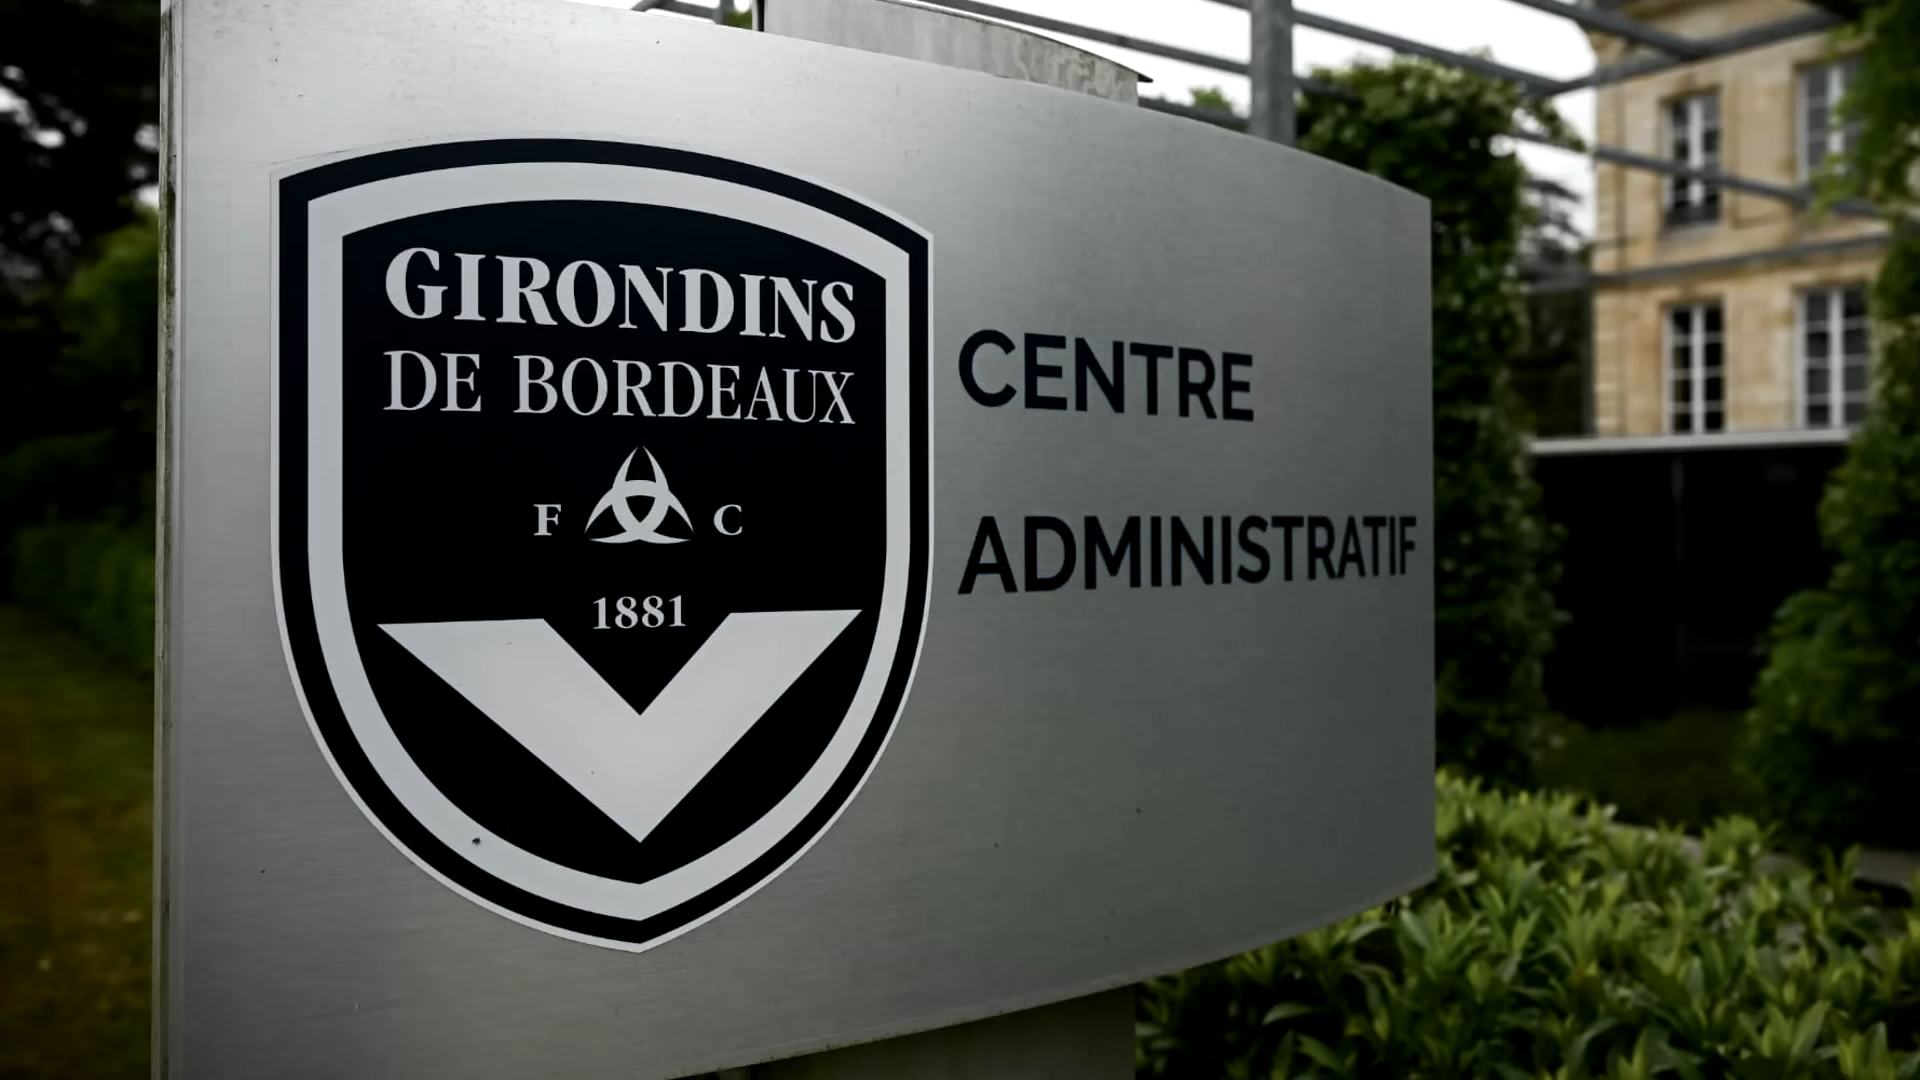 GIRONDINS
DE BORDEAUX
F C
1881
CENTRE
ADMINISTRATIF